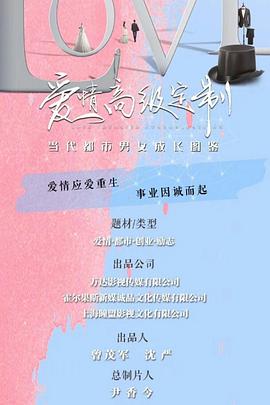 LOVE
爱情高级定制
当代都市男女成长图鉴
爱情应爱重生
事业因诚而起
题材/类型
爱情·都市·创业·励志
出品公司
万达影视传媒有限公司
霍尔果斯新媒诚品文化传媒有限公司
上海婳盟影视文化有限公司
出品人
曾茂军 沈严
总制片人
尹香今